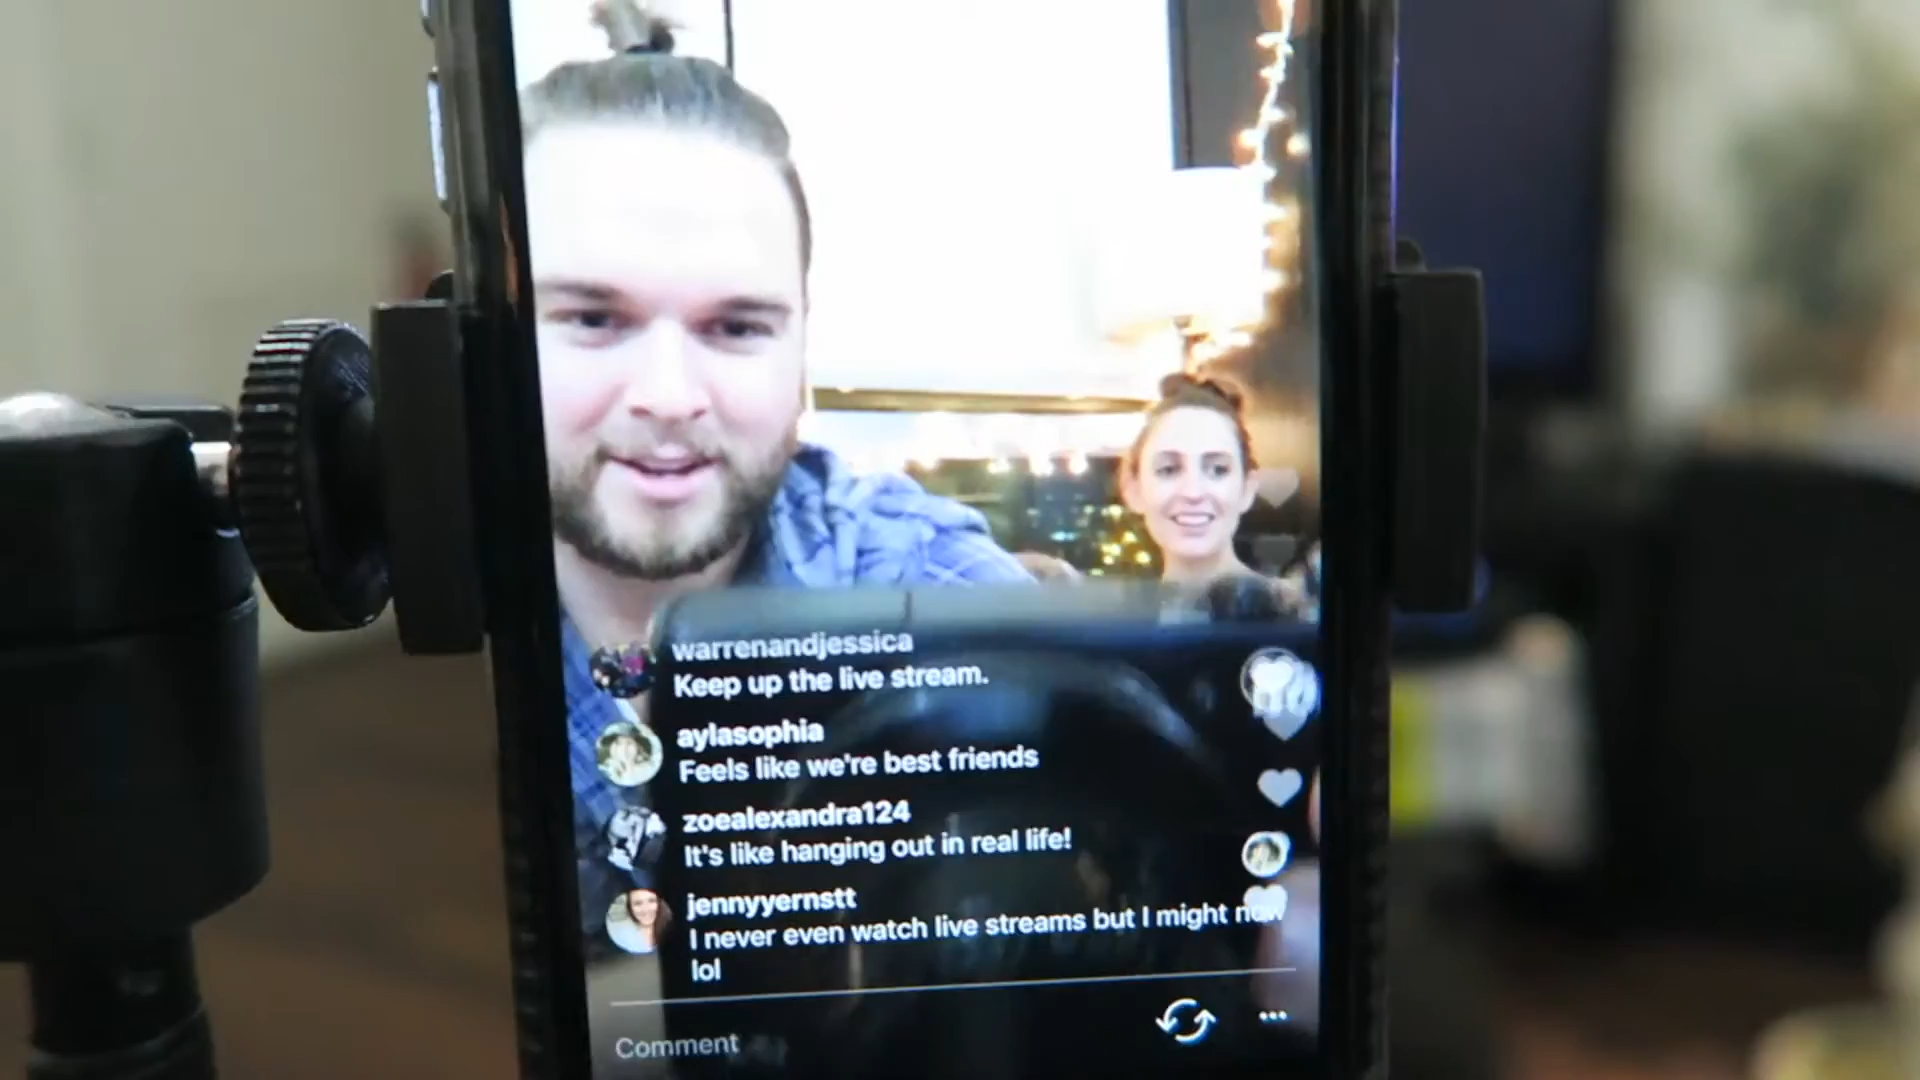 warrenandjessica
Keep up the live stream.
aylasophia
Feels like we're best friends
zoealexandra124
It's like hanging out in real life!
jennyyernstt
I never even watch live streams but I might now
lol
Comment